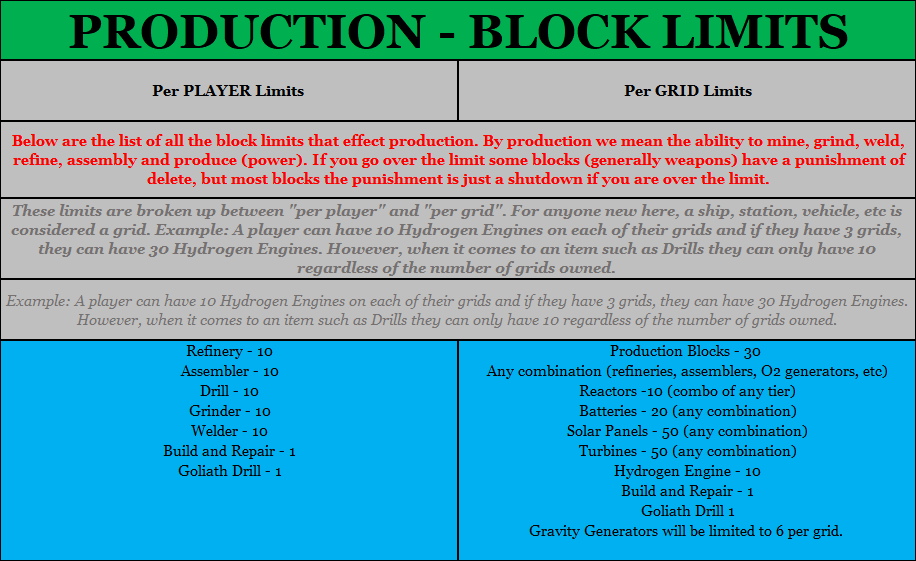 PRODUCTION - BLOCK LIMITS
Per PLAYER Limits
Per GRID Limits
Below are the list of all the block limits that effect production. By production we mean the ability to mine, grind, weld,
refine, assembly and produce (power). If you go over the limit some blocks (generally weapons) have a punishment of
delete, but most blocks the punishment is just a shutdown if you are over the limit.
These limits are broken up between "per player" and "per grid". For anyone new here, a ship, station, vehicle, etc is
considered a grid. Example: A player can have 10 Hydrogen Engines on each of their grids and if they have 3 grids,
they can have 30 Hydrogen Engines. However, when it comes to an item such as Drills they can only have 10
regardless of the number of grids owned.
Example: A player can have 10 Hydrogen Engines on each of their grids and if they have 3 grids, they can have 30 Hydrogen Engines.
However, when it comes to an item such as Drills they can only have 10 regardless of the number of grids owned.
Refinery - 10
Assembler - 10
Drill - 10
Grinder - 10
Welder - 10
Build and Repair - 1
Goliath Drill - 1
Production Blocks - 30
Any combination (refineries, assemblers, O2 generators, etc)
Reactors -10 (combo of any tier)
Batteries - 20 (any combination)
Solar Panels - 50 (any combination)
Turbines - 50 (any combination)
Hydrogen Engine - 10
Build and Repair - 1
Goliath Drill 1
Gravity Generators will be limited to 6 per grid.